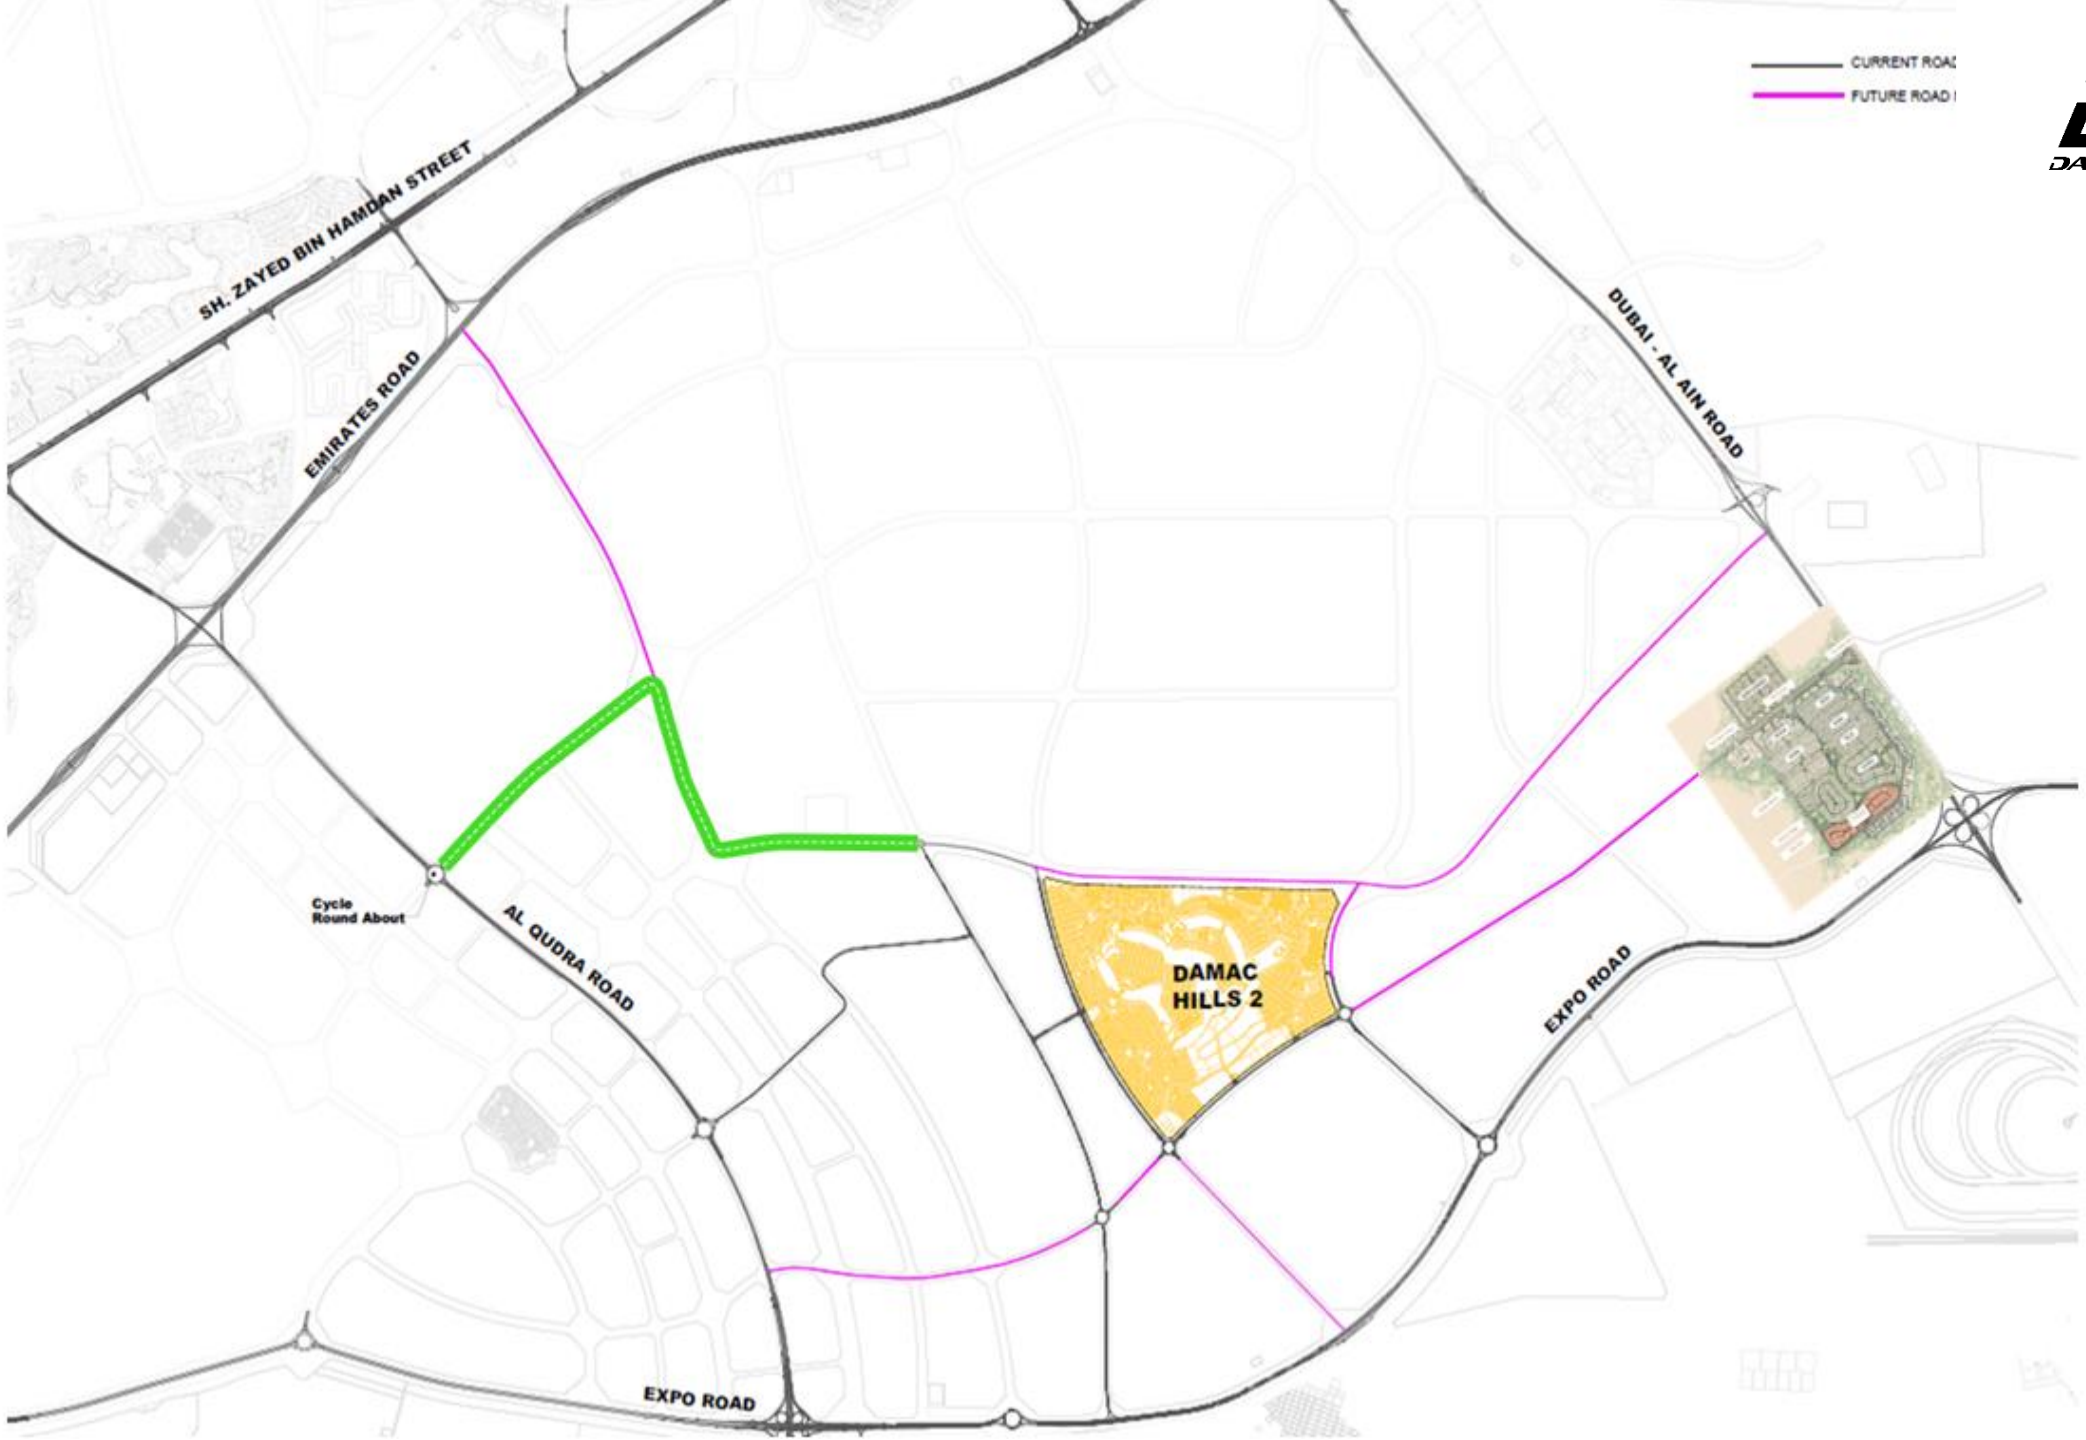 CURRENT ROAD
FUTURE ROAD
DA
SH. ZAYED BIN HAMDAN STREET
EMIRATES ROAD
DUBAI - AL AIN ROAD
Cycle
Round About
AL QUDRA ROAD
DAMAC
HILLS 2
EXPO ROAD
EXPO ROAD